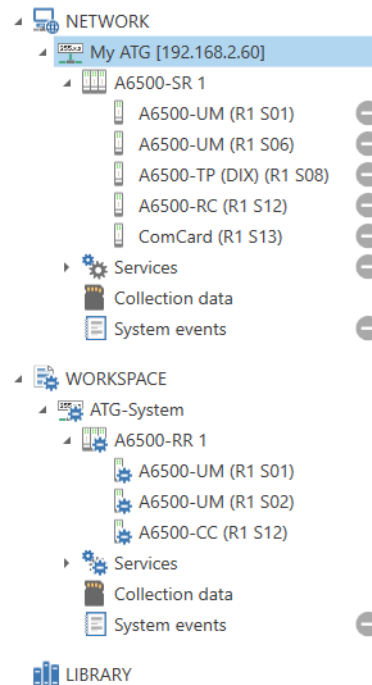 NETWORK
My ATG [192.168.2.60]
A6500-SR 1
A6500-UM (R1 S01)
A6500-UM (R1 S06)
A6500-TP (DIX) (R1 S08)
A6500-RC (R1 S12)
ComCard (R1 S13)
Services
Collection data
System events
WORKSPACE
ATG-System
A6500-RR 1
A6500-UM (R1 S01)
A6500-UM (R1 S02)
A6500-CC (R1 S12)
Services
Collection data
System events
LIBRARY